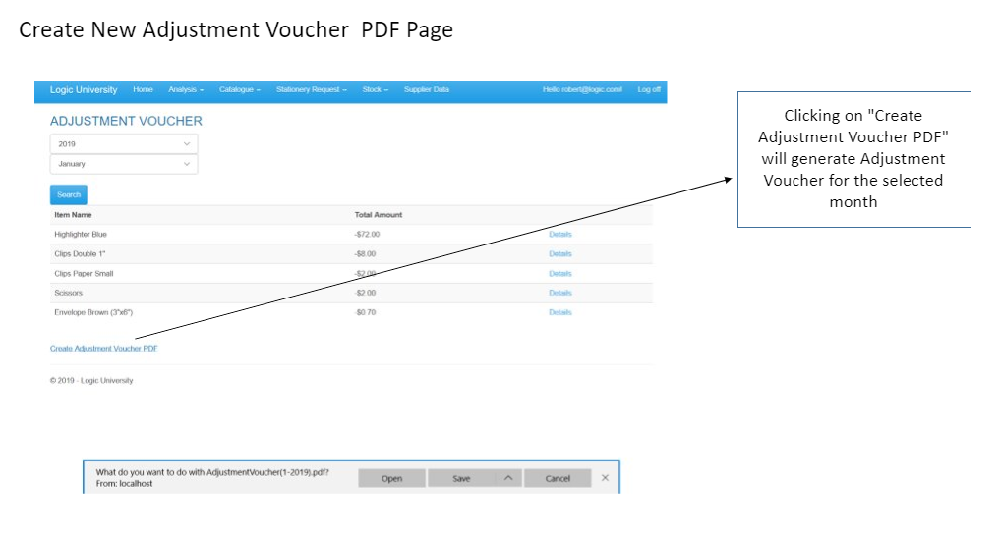 Create New Adjustment Voucher  PDF Page
Logic University Home Analysis Catalogue Stationery Request Stock Supplier Data Hello robert@logic.com! Log off
ADJUSTMENT VOUCHER
2019
January
Search
Item Name Total Amount
Highlighter Blue -$72.00 Details
Clips Double 1" -$8.00 Details
Clips Paper Small -$2.00 Details
Scissors $2.00 Details
Envelope Brown (3"x6") $0.70 Details
Create Adjustment Voucher PDF
© 2019 - Logic University
Clicking on "Create
Adjustment Voucher PDF"
will generate Adjustment
Voucher for the selected
month
What do you want to do with AdjustmentVoucher(1-2019).pdf?
From: localhost
Open Save Cancel